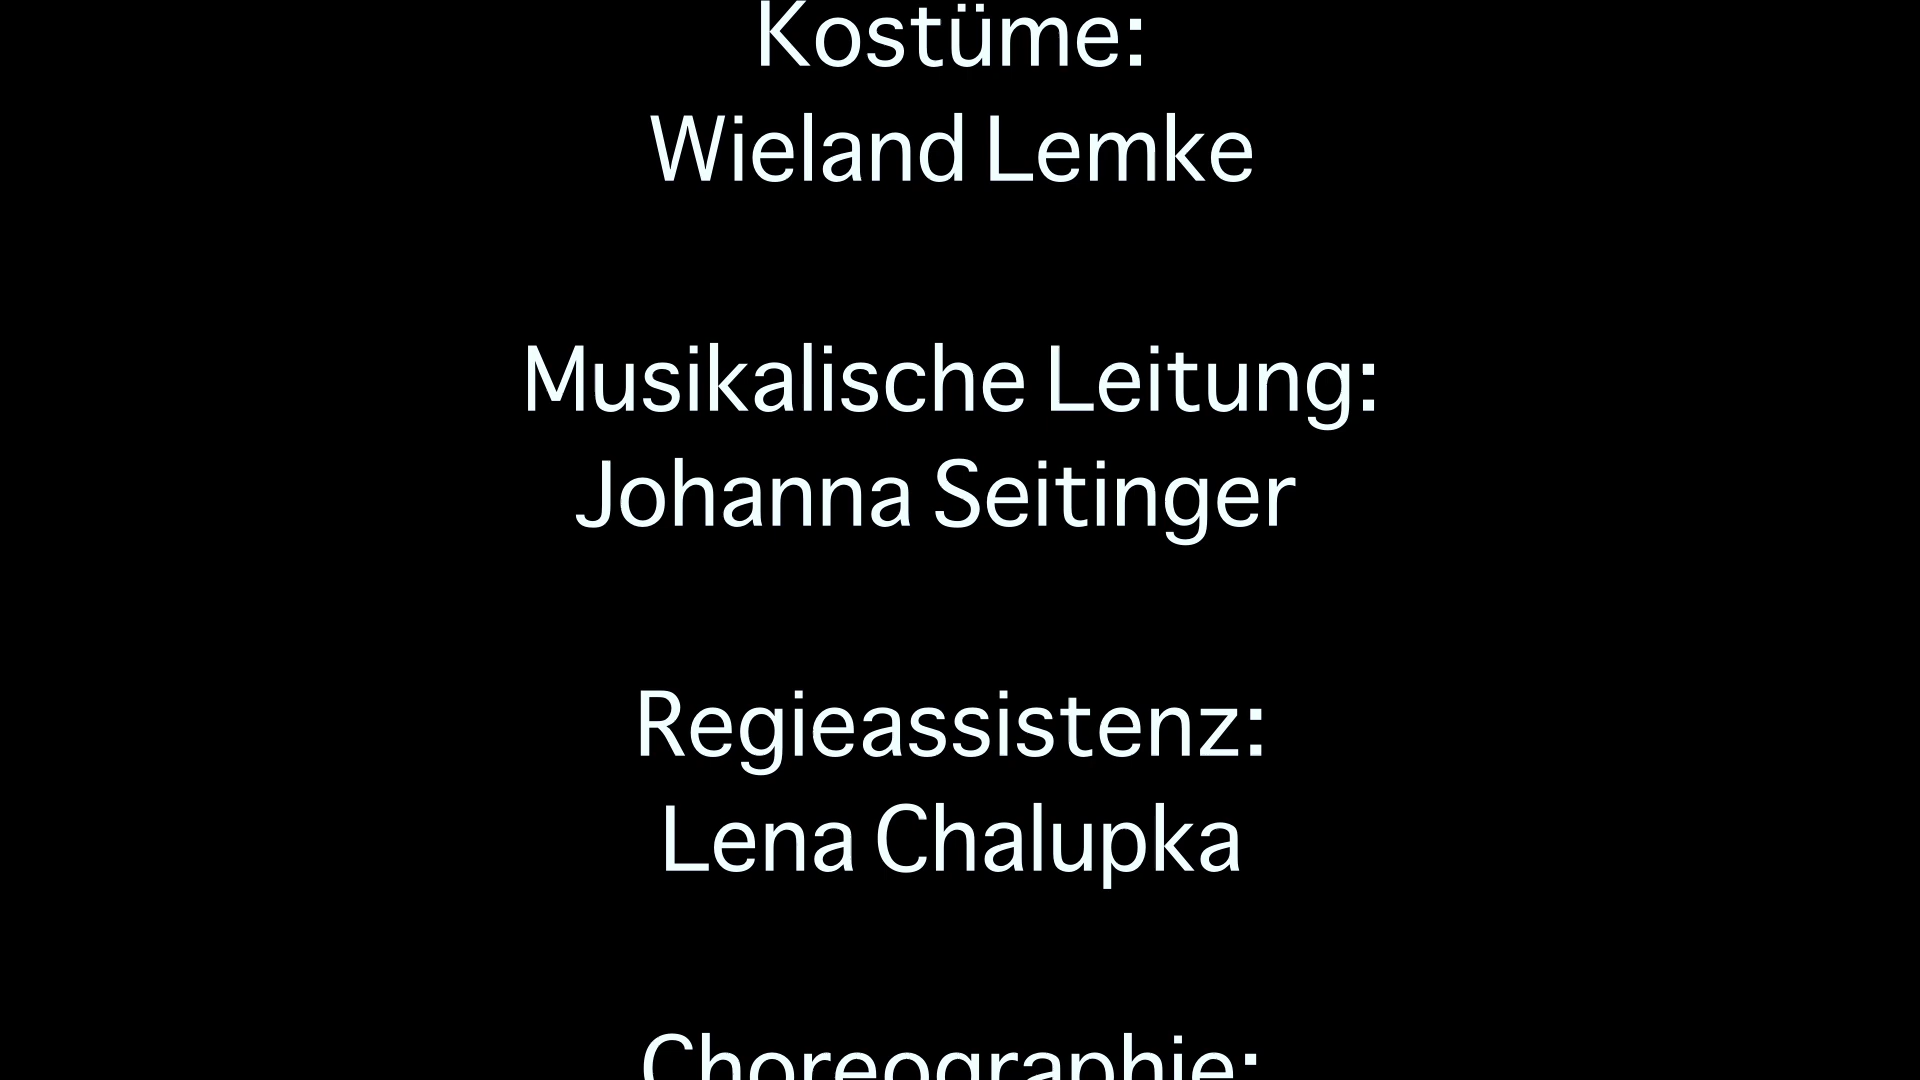 Kostüme:
Wieland Lemke
Musikalische Leitung:
Johanna Seitinger
Regieassistenz:
Lena Chalupka
Choreographie: